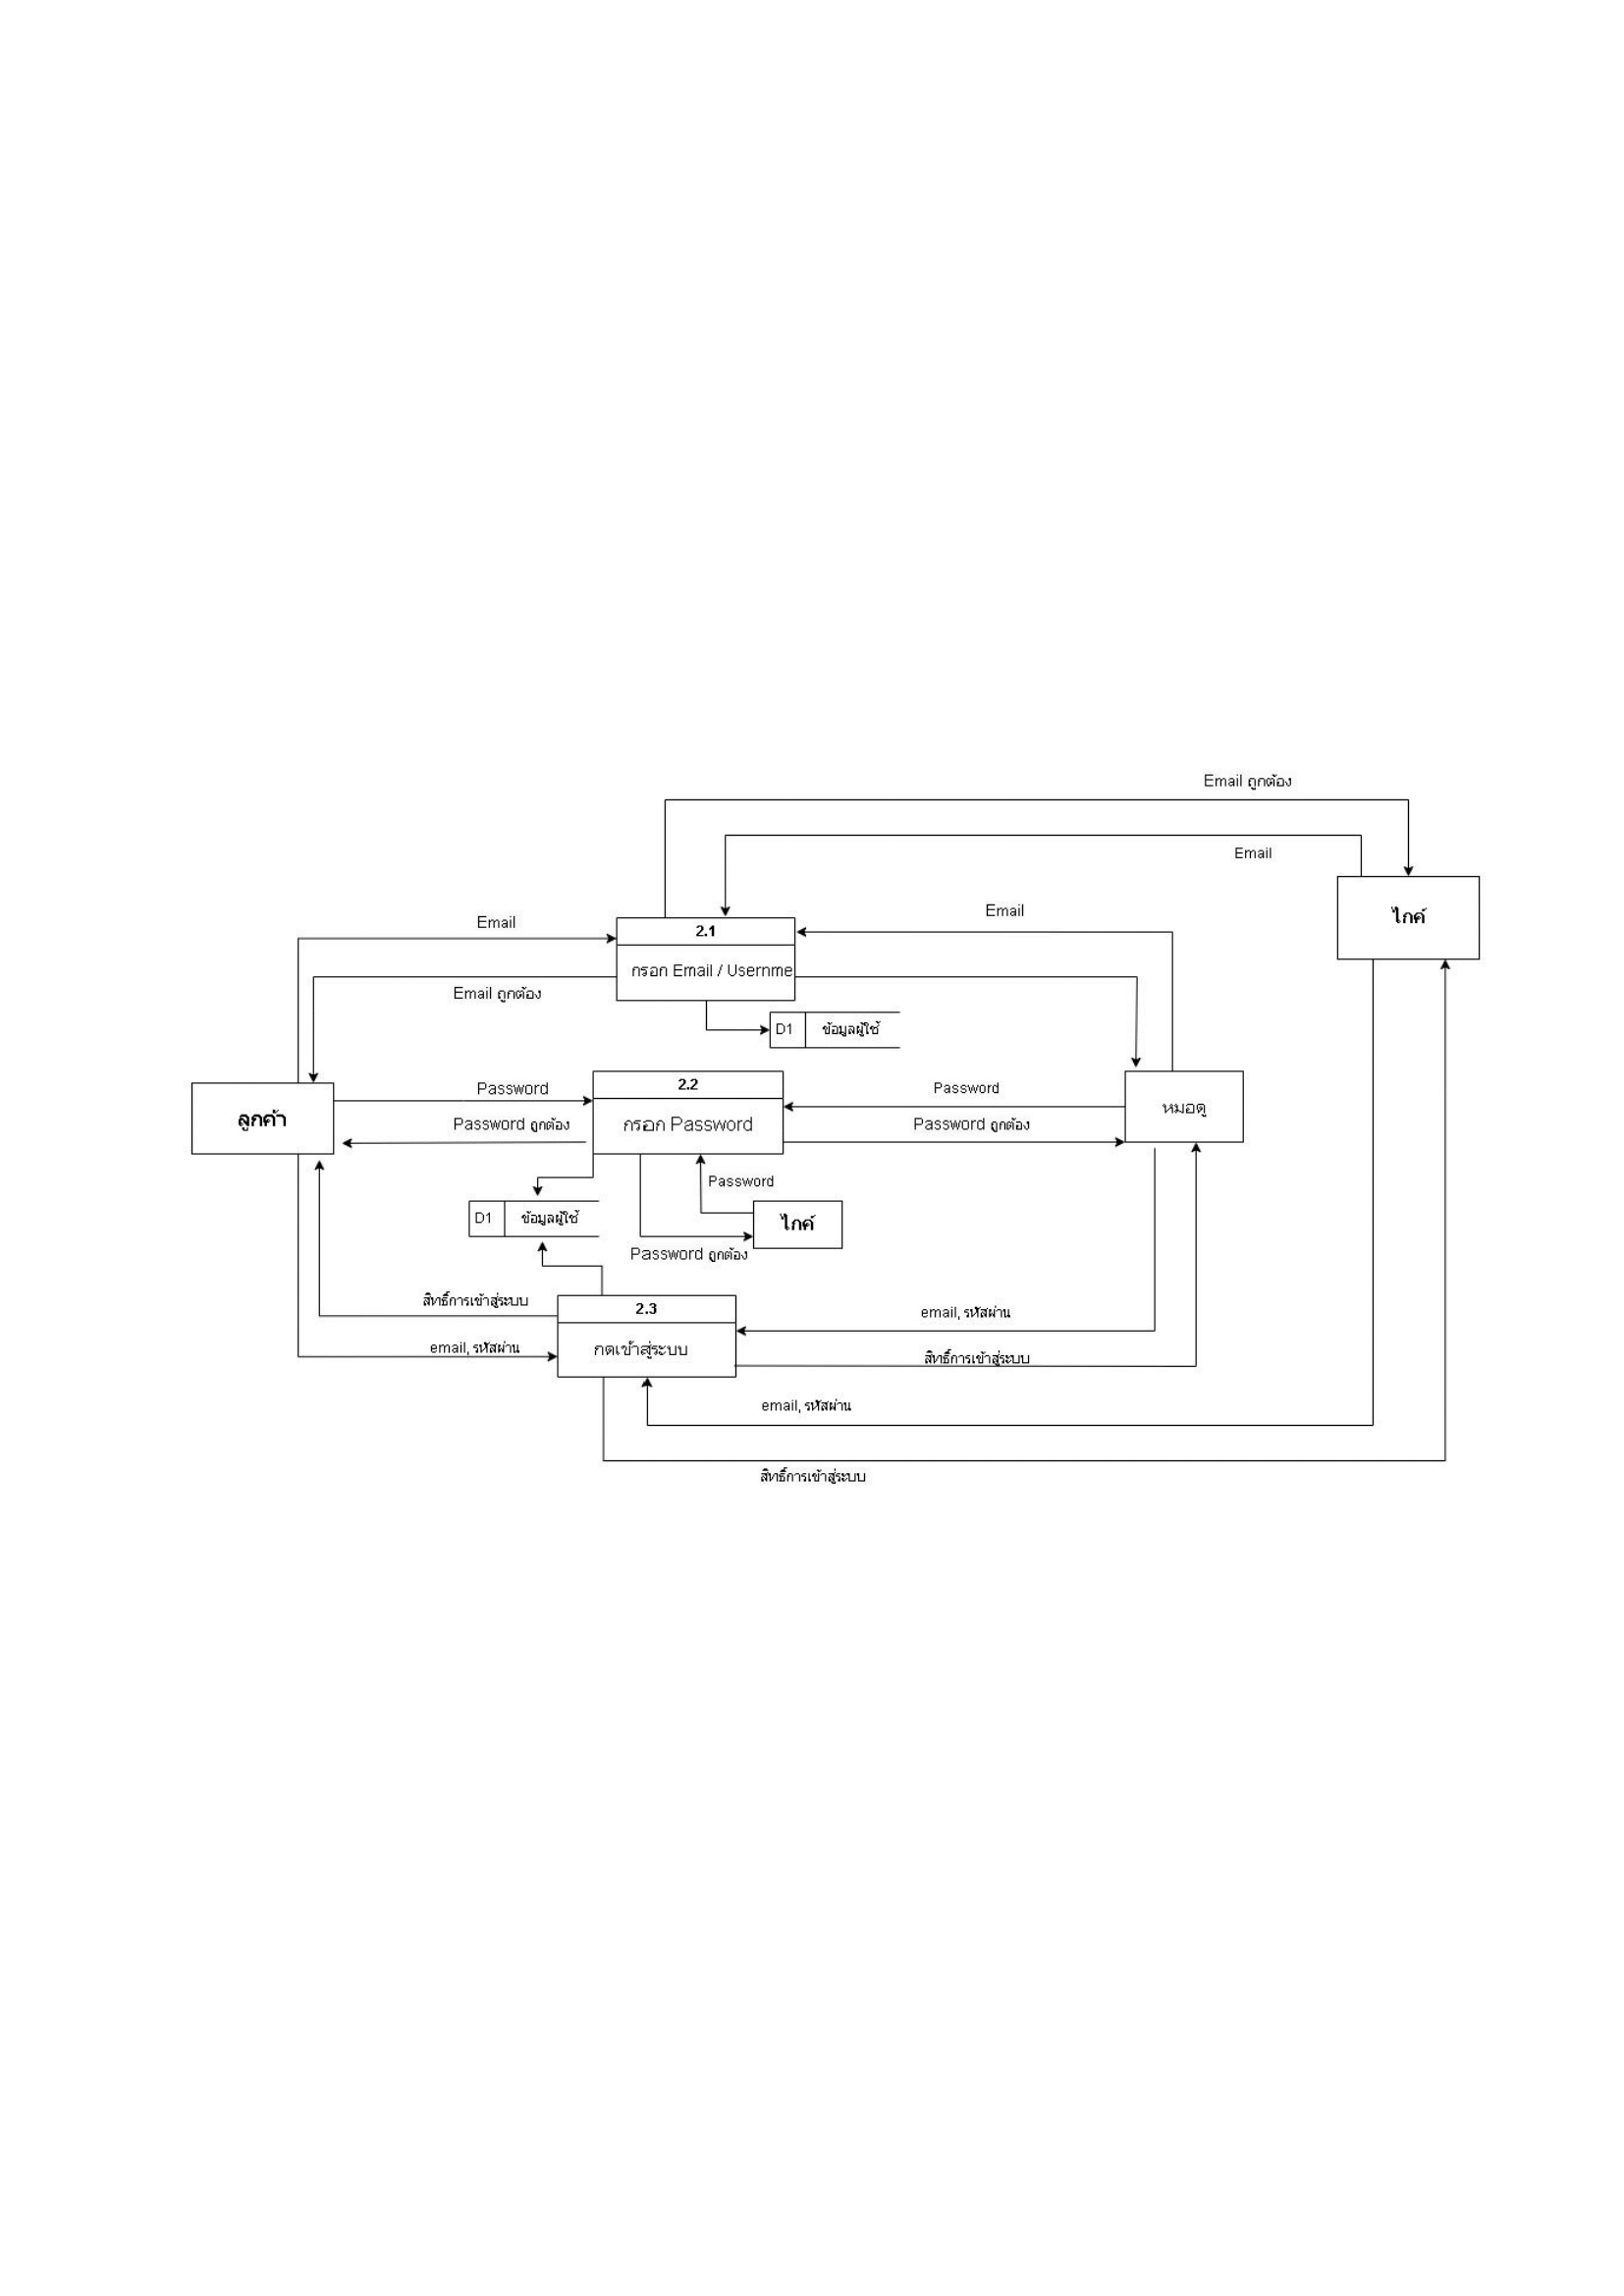 Email ถูกต้อง
Email
ไกค์
Email
Email
2.1
กรอก Email / Usernme
Email ถูกต้อง
D1 ข้อมูลผู้ใช้
ลูกค้า
Password
2.2
Password
หมอดู
Password ถูกต้อง
กรอก Password
Password ถูกต้อง
Password
D1 ข้อมูลผู้ใช้
ไกค์
Password ถูกต้อง
สิทธิ์การเข้าสู่ระบบ
2.3
email, รหัสผ่าน
email, รหัสผ่าน
กดเข้าสู่ระบบ
สิทธิ์การเข้าสู่ระบบ
email, รหัสผ่าน
สิทธิ์การเข้าสู่ระบบ